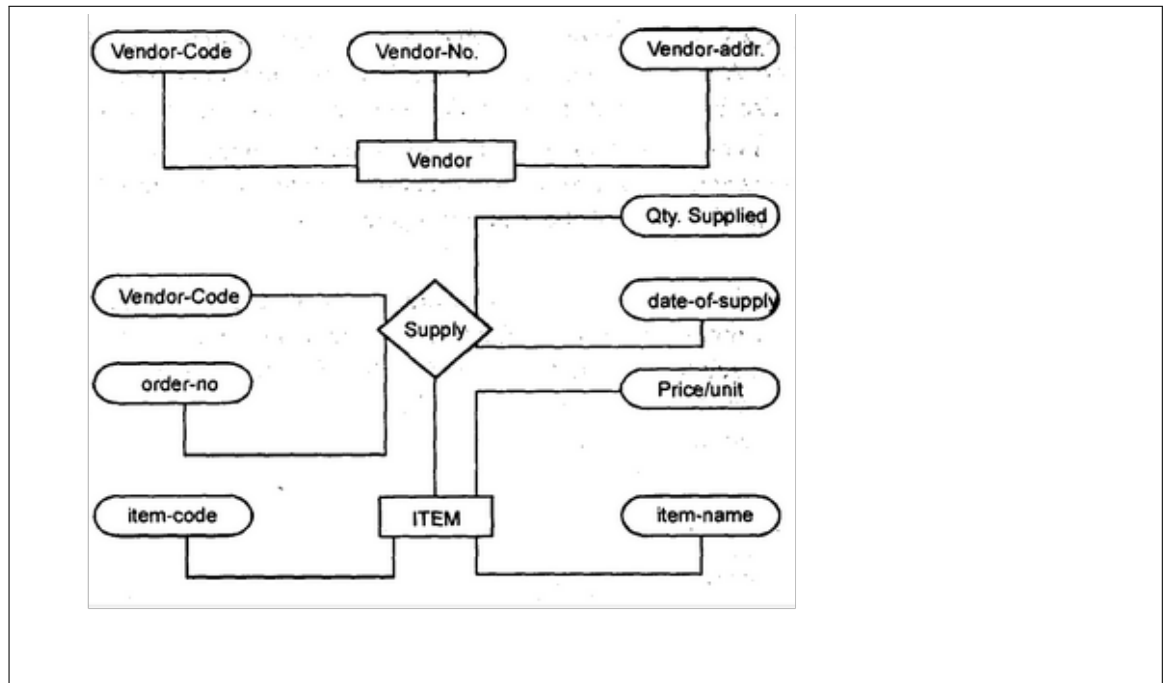 Vendor-Code
Vendor-No.
Vendor-addr.
Vendor
Qty. Supplied
Vendor-Code
date-of-supply
Supply
order-no
Price/unit
item-code
ITEM
item-name